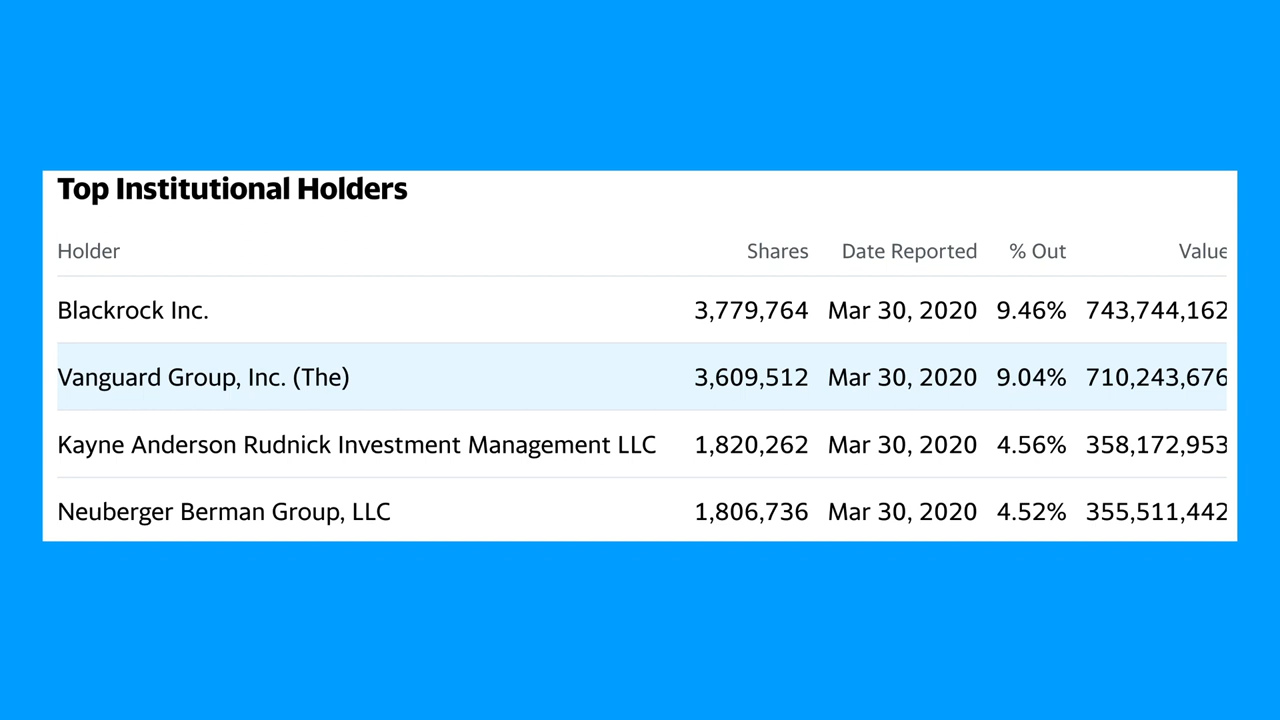 Top Institutional Holders
Holder Shares Date Reported % Out Value
Blackrock Inc. 3,779,764 Mar 30, 2020 9.46% 743,744,162
Vanguard Group, Inc. (The) 3,609,512 Mar 30, 2020 9.04% 710,243,676
Kayne Anderson Rudnick Investment Management LLC 1,820,262 Mar 30, 2020 4.56% 358,172,953
Neuberger Berman Group, LLC 1,806,736 Mar 30, 2020 4.52% 355,511,442